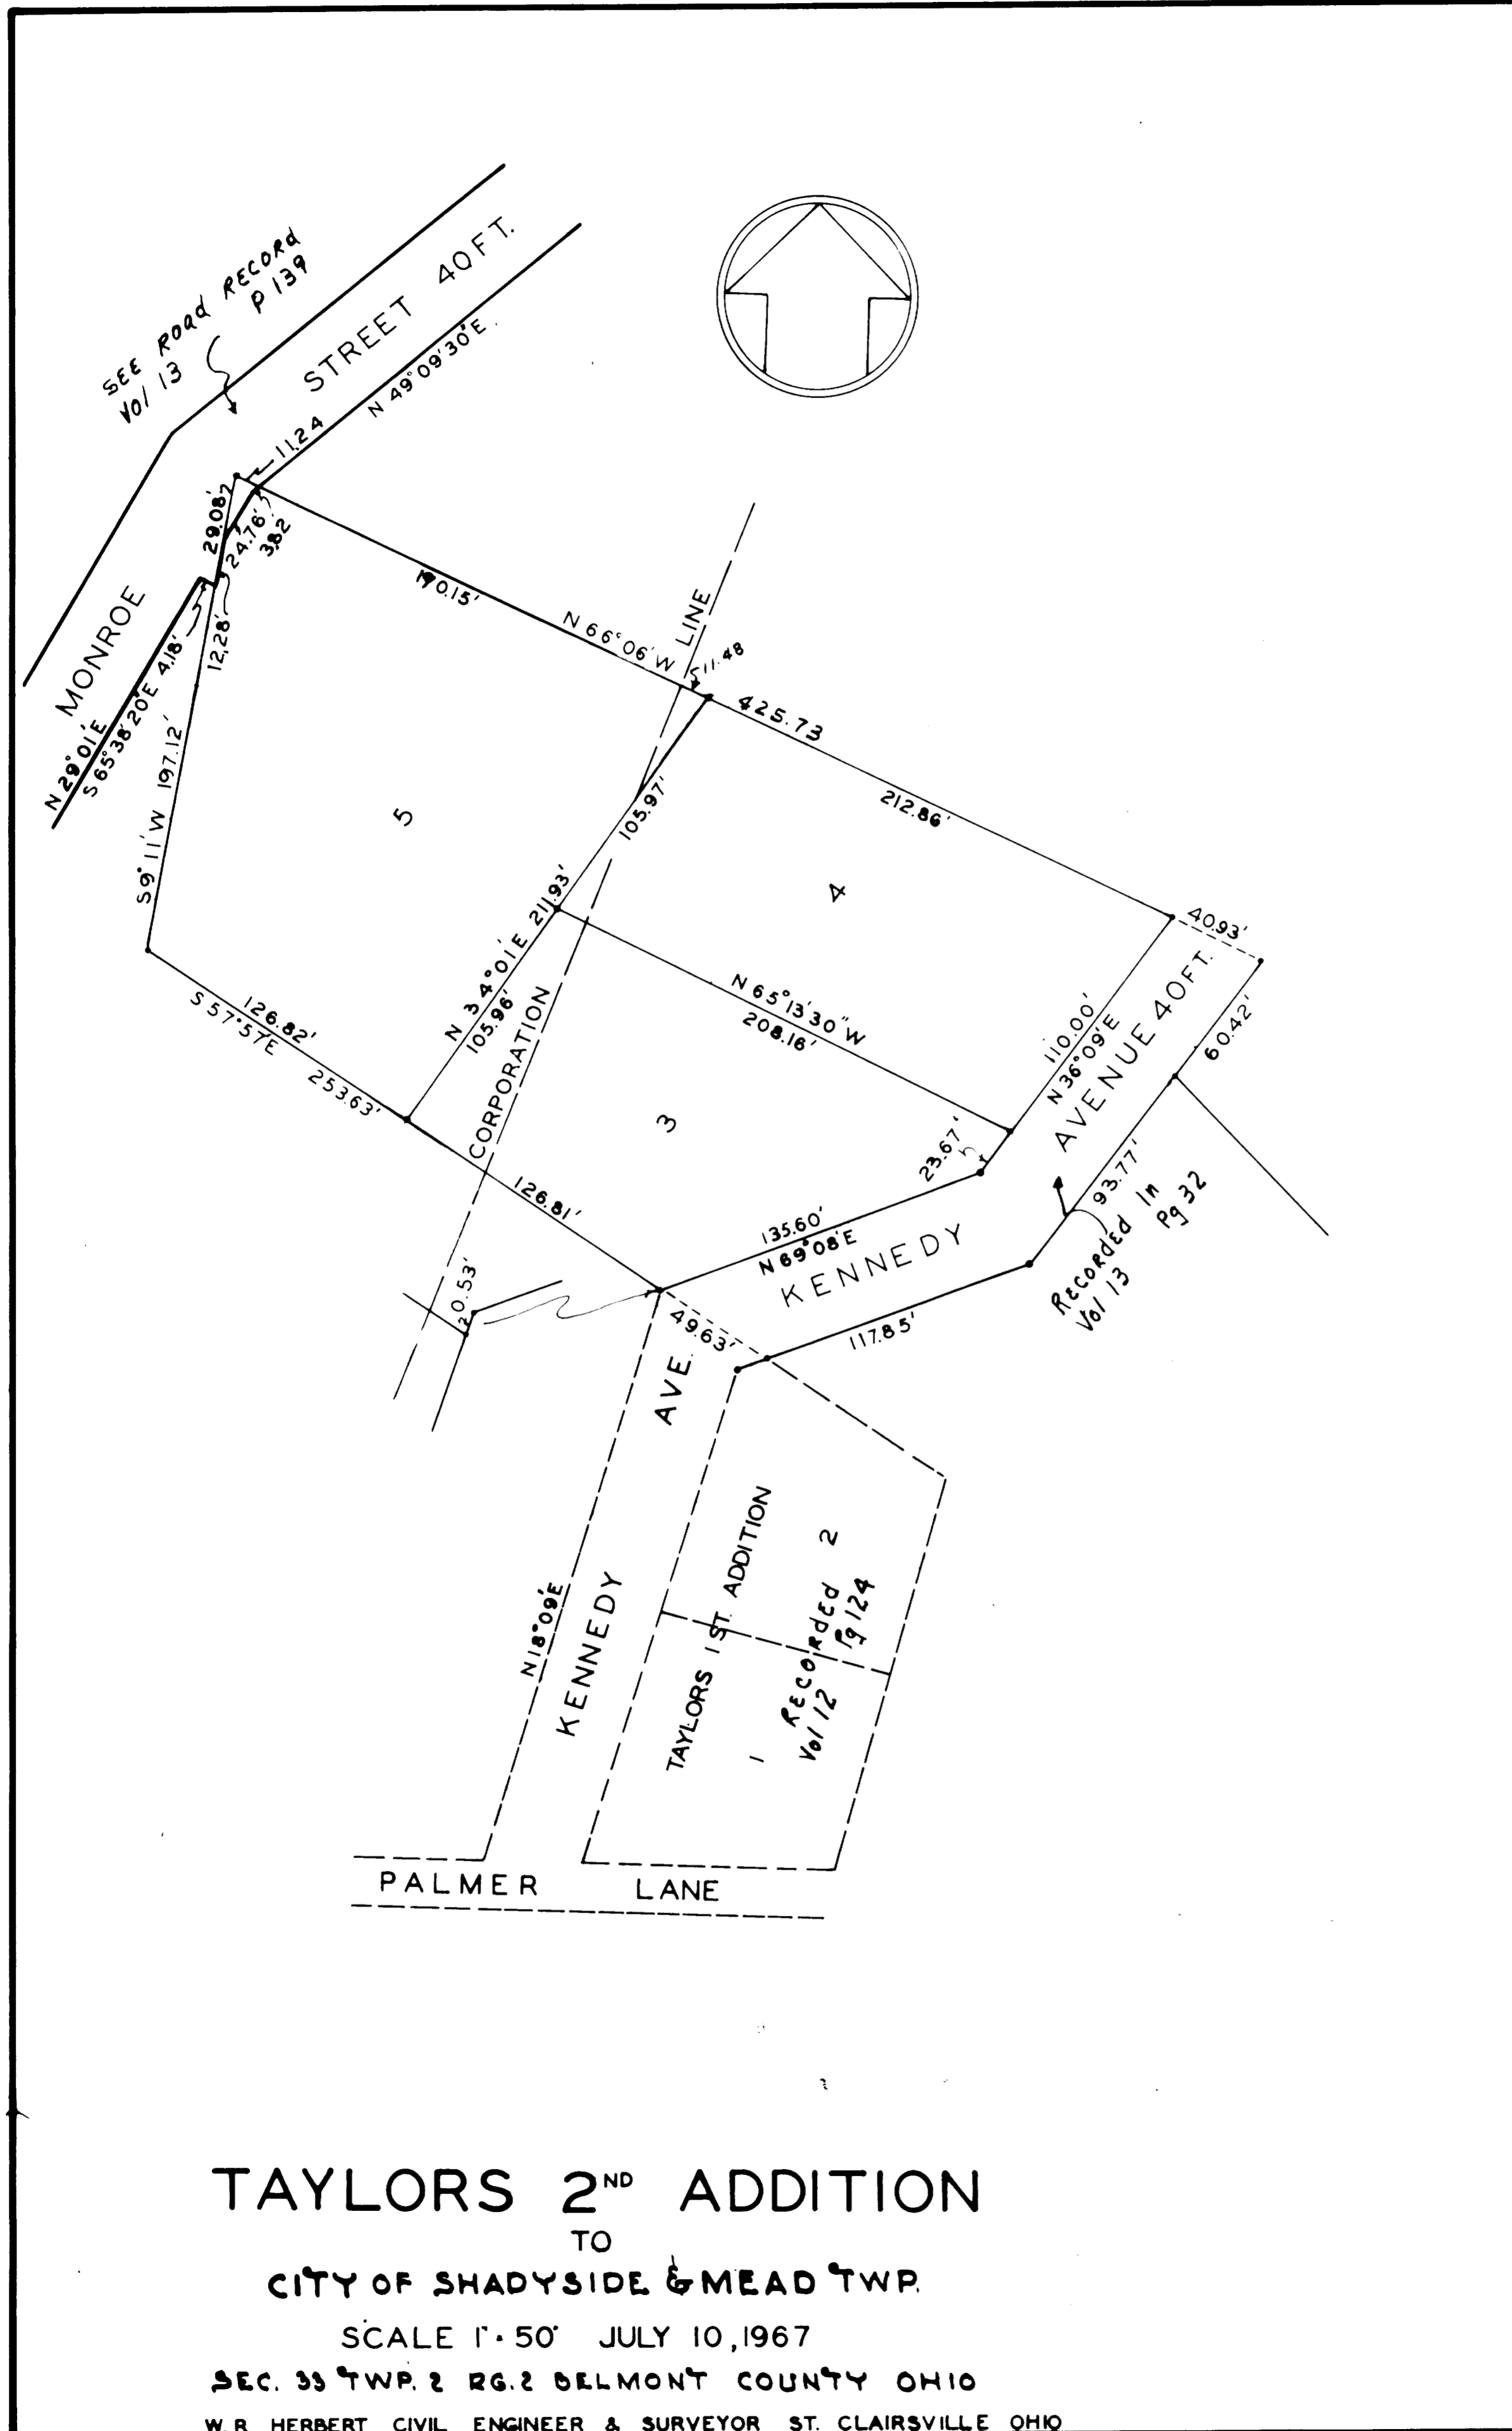 SEE ROAD RECORD
Vol 13 P 139
STREET 40FT.
N 49°09'30"E.
11.24
29.08'
24.76'
3.82
MONROE
12.28'
4.18'
S 65°38'20"E
N 29°01'E
S 9°11'W 197.12'
N 66°06'W
LINE
11.48
425.73
212.86'
105.97'
5
4
40.93'
211.93'
N 34°01'E
105.96'
CORPORATION
N 65°13'30"W
208.16'
110.00'
N 36°09'E
AVENUE 40FT.
60.42'
126.82'
S 57°57'E
253.63'
3
23.67'
93.77'
126.81'
135.60'
N 69°08'E
KENNEDY
RECORDED In
Vol 13 Pg 32
20.53'
49.63'
117.85'
AVE.
N 18°09'E
KENNEDY
TAYLORS 1ST. ADDITION
2
RECORDED
Vol 12 Pg 124
1
PALMER LANE
TAYLORS 2ND ADDITION
TO
CITY OF SHADYSIDE & MEAD TWP.
SCALE 1"=50' JULY 10, 1967
SEC. 33 TWP. 2 RG. 2 BELMONT COUNTY OHIO
W. R. HERBERT CIVIL ENGINEER & SURVEYOR ST. CLAIRSVILLE OHIO